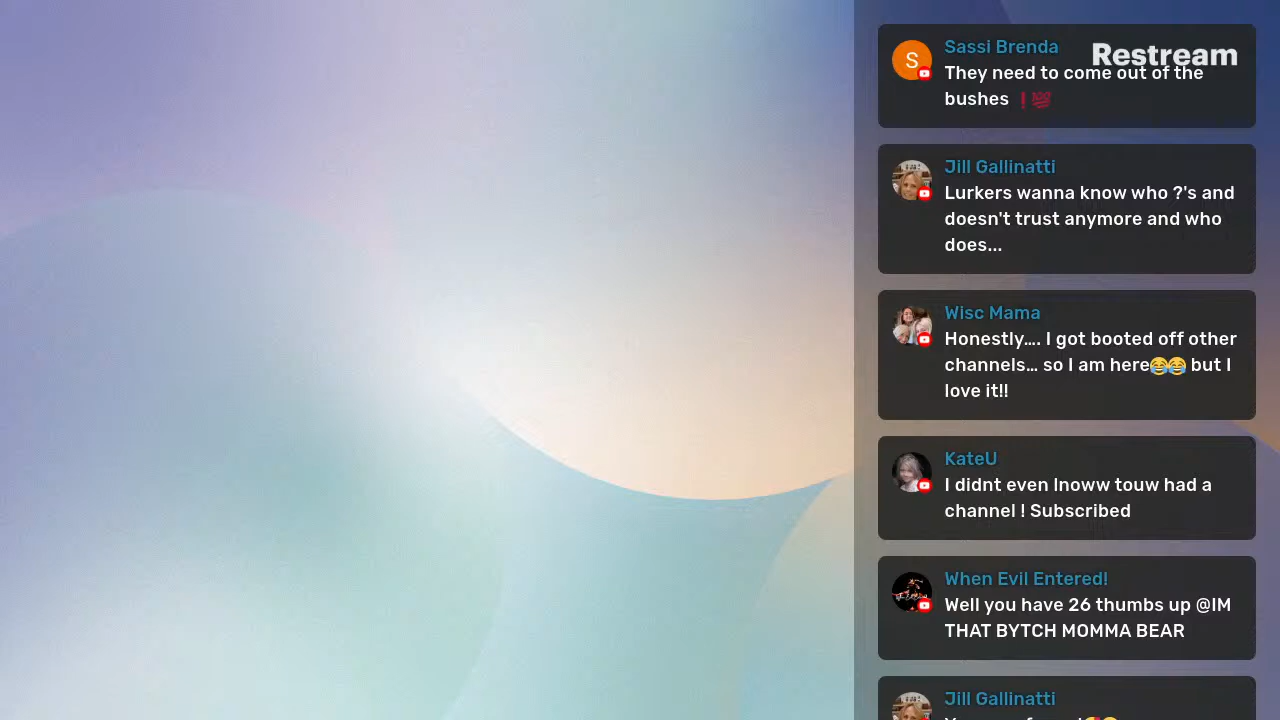 Sassi Brenda
Restream
They need to come out of the
bushes ❗💯
Jill Gallinatti
Lurkers wanna know who ?'s and
doesn't trust anymore and who
does...
Wisc Mama
Honestly.... I got booted off other
channels... so I am here😂😂 but I
love it!!
KateU
I didnt even Inoww touw had a
channel ! Subscribed
When Evil Entered!
Well you have 26 thumbs up @IM
THAT BYTCH MOMMA BEAR
Jill Gallinatti